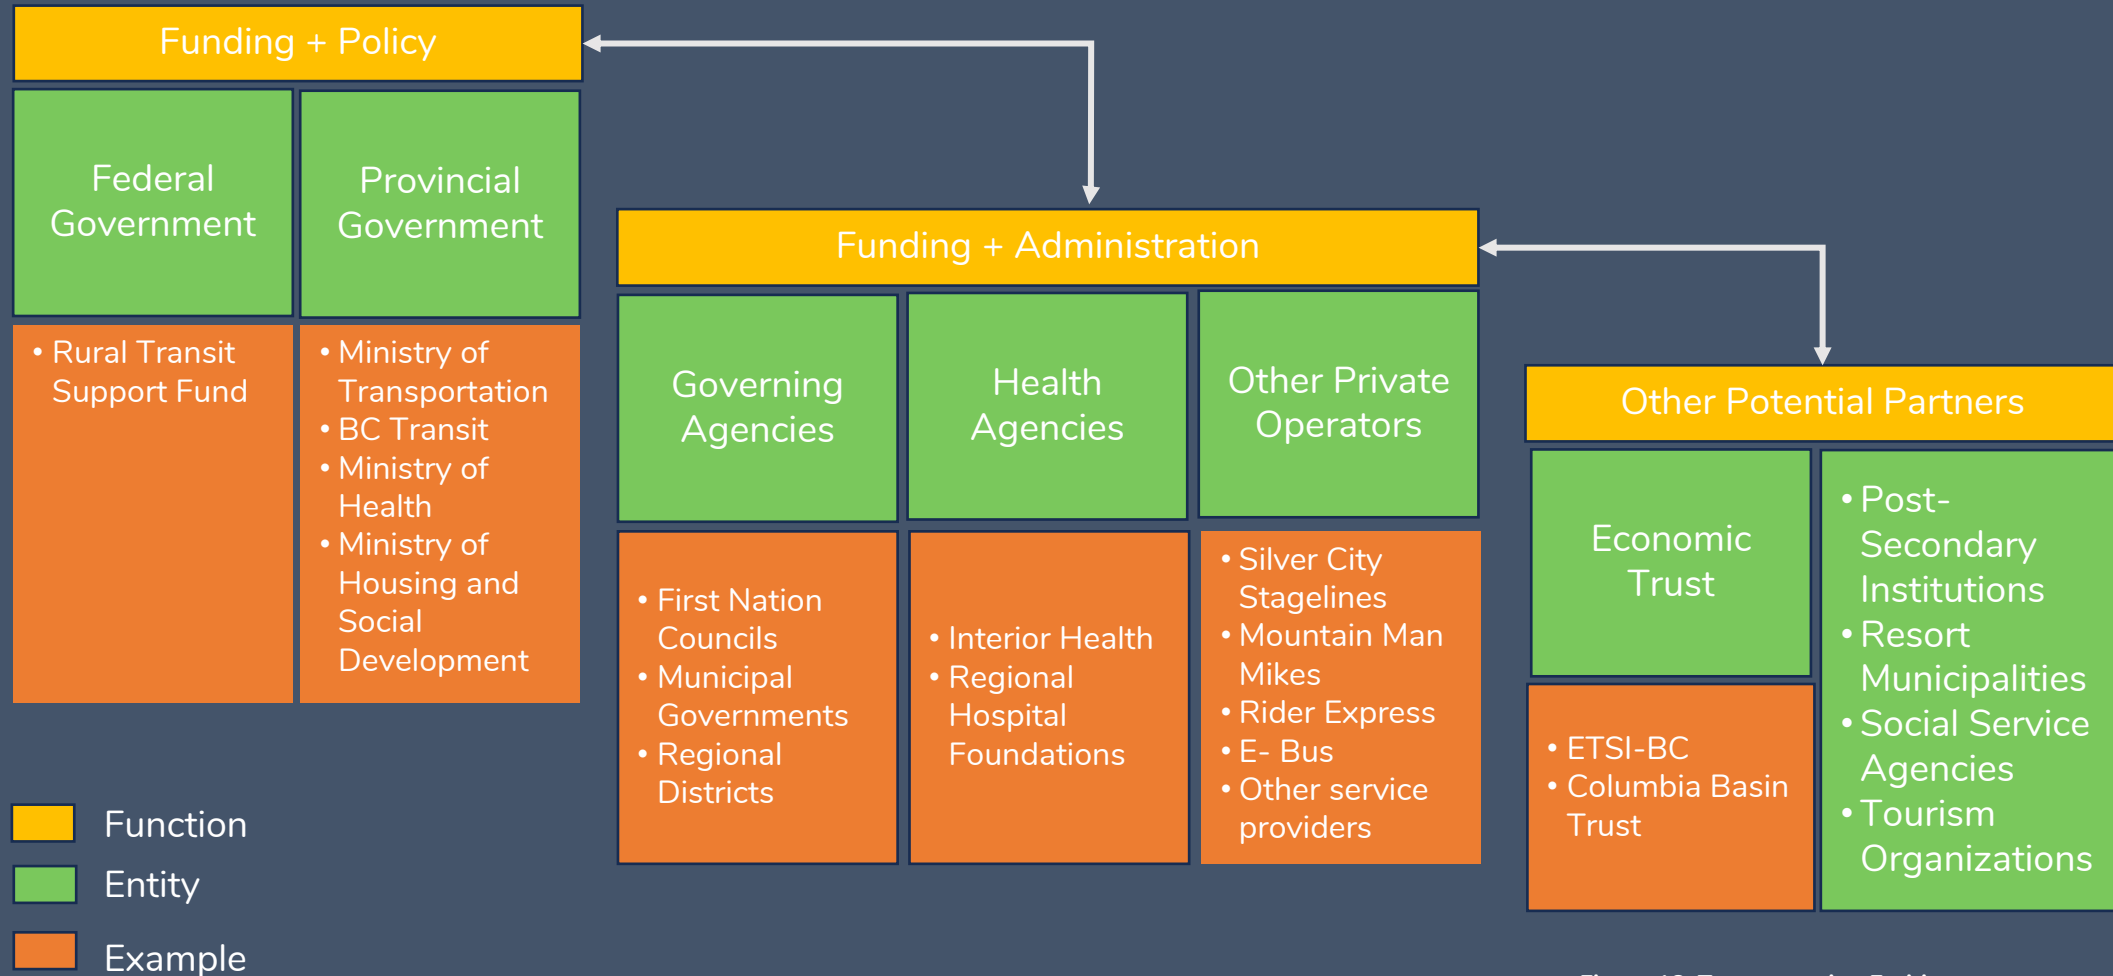 Funding + Policy
Federal
Government
Provincial
Government
• Rural Transit
Support Fund
• Ministry of
Transportation
• BC Transit
• Ministry of
Health
• Ministry of
Housing and
Social
Development
Funding + Administration
Governing
Agencies
Health
Agencies
Other Private
Operators
• First Nation
Councils
• Municipal
Governments
• Regional
Districts
• Interior Health
• Regional
Hospital
Foundations
• Silver City
Stagelines
• Mountain Man
Mikes
• Rider Express
• E- Bus
• Other service
providers
Other Potential Partners
Economic
Trust
• ETSI-BC
• Columbia Basin
Trust
• Post-
Secondary
Institutions
• Resort
Municipalities
• Social Service
Agencies
• Tourism
Organizations
Function
Entity
Example